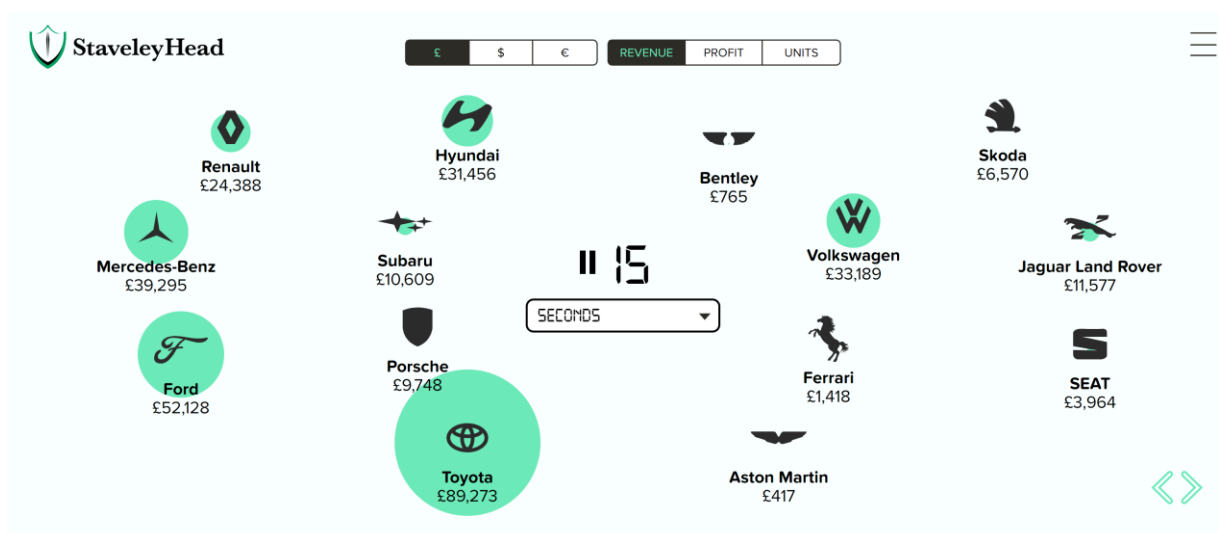 StaveleyHead
£ $ € REVENUE PROFIT UNITS
Renault
£24,388
Hyundai
£31,456
Bentley
£765
Skoda
£6,570
Mercedes-Benz
£39,295
Subaru
£10,609
15
SECONDS
Volkswagen
£33,189
Jaguar Land Rover
£11,577
Ford
£52,128
Porsche
£9,748
Ferrari
£1,418
SEAT
£3,964
Toyota
£89,273
Aston Martin
£417